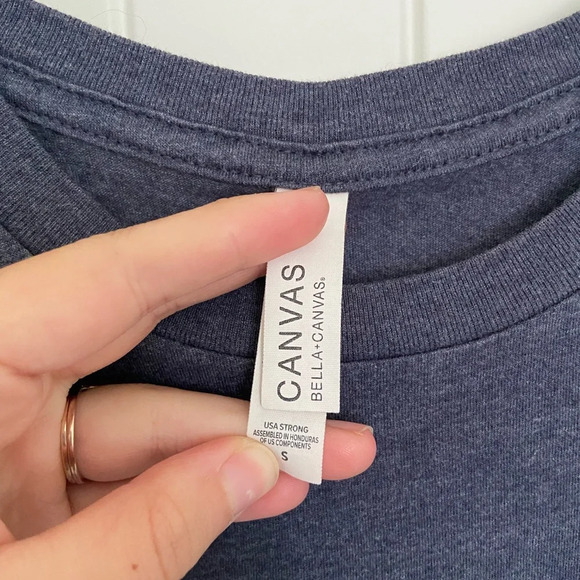 CANVAS
BELLA+CANVAS®
USA STRONG
ASSEMBLED IN HONDURAS
OF US COMPONENTS
S